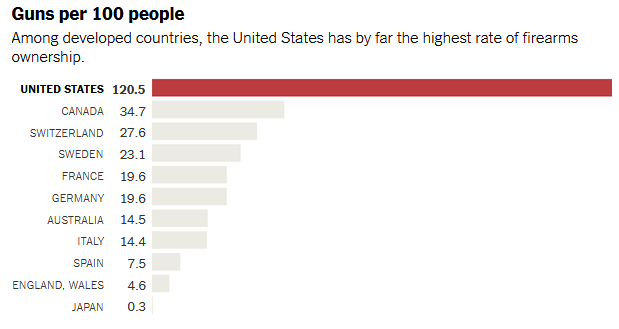 Guns per 100 people
Among developed countries, the United States has by far the highest rate of firearms
ownership.
UNITED STATES 120.5
CANADA 34.7
SWITZERLAND 27.6
SWEDEN 23.1
FRANCE 19.6
GERMANY 19.6
AUSTRALIA 14.5
ITALY 14.4
SPAIN 7.5
ENGLAND, WALES 4.6
JAPAN 0.3